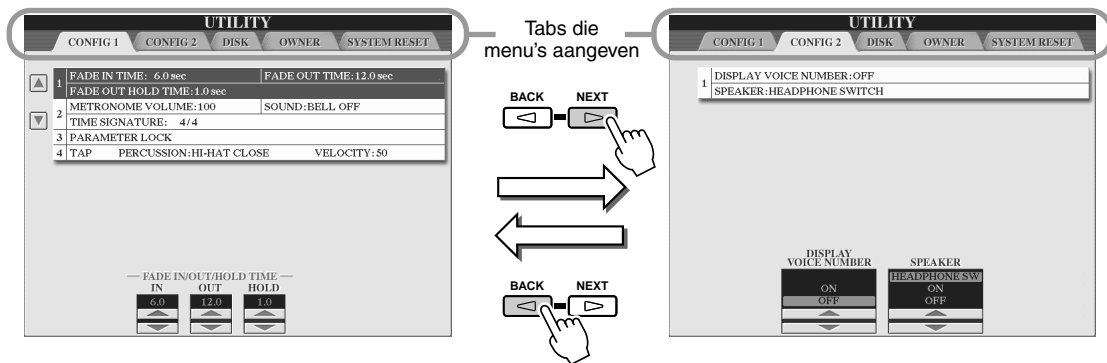 UTILITY
CONFIG 1 CONFIG 2 DISK OWNER SYSTEM RESET
1 FADE IN TIME: 6.0 sec FADE OUT TIME:12.0 sec
FADE OUT HOLD TIME:1.0 sec
2 METRONOME VOLUME:100 SOUND:BELL OFF
TIME SIGNATURE: 4/4
3 PARAMETER LOCK
4 TAP PERCUSSION:HI-HAT CLOSE VELOCITY:50
FADE IN/OUT/HOLD TIME
IN OUT HOLD
6.0 12.0 1.0
Tabs die
menu's aangeven
BACK NEXT
BACK NEXT
UTILITY
CONFIG 1 CONFIG 2 DISK OWNER SYSTEM RESET
1 DISPLAY VOICE NUMBER:OFF
SPEAKER:HEADPHONE SWITCH
DISPLAY
VOICE NUMBER SPEAKER
HEADPHONE SW
ON ON
OFF OFF